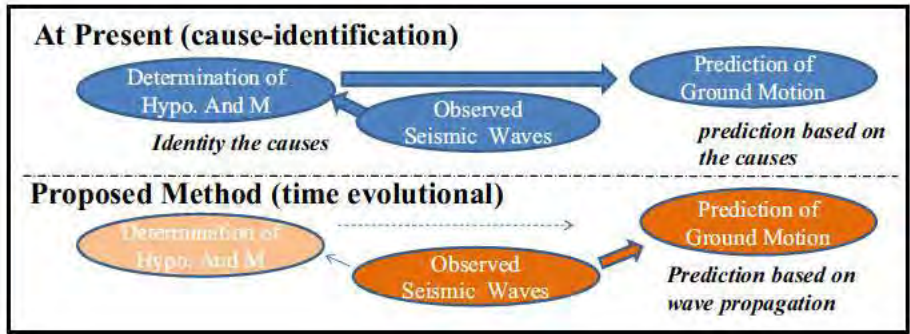 At Present (cause-identification)
Determination of
Hypo. And M
Prediction of
Ground Motion
Observed
Seismic Waves
Identity the causes
prediction based on
the causes
Proposed Method (time evolutional)
Determination of
Hypo. And M
Prediction of
Ground Motion
Observed
Seismic Waves
Prediction based on
wave propagation